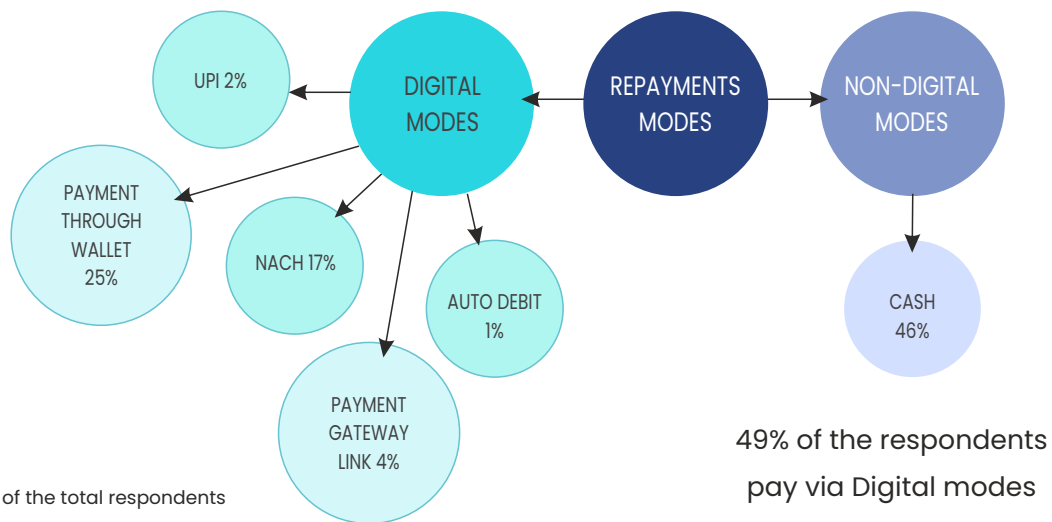 UPI 2%
DIGITAL
MODES
REPAYMENTS
MODES
NON-DIGITAL
MODES
PAYMENT
THROUGH
WALLET
25%
NACH 17%
AUTO DEBIT
1%
CASH
46%
PAYMENT
GATEWAY
LINK 4%
49% of the respondents
pay via Digital modes
of the total respondents